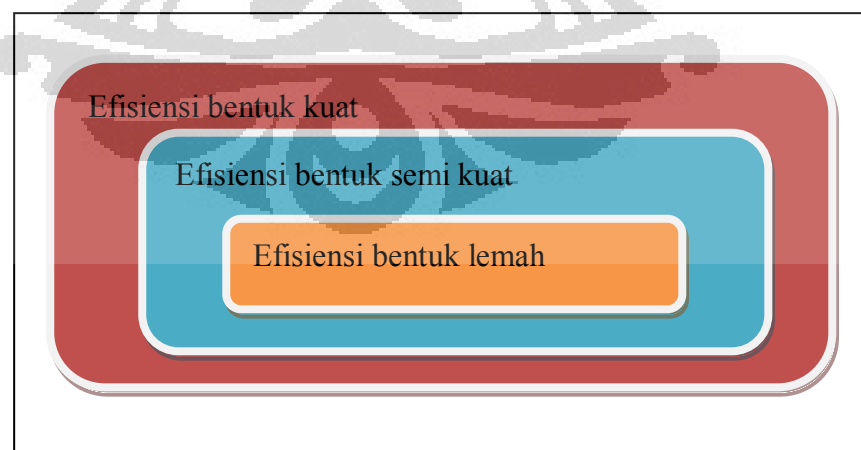 Efisiensi bentuk kuat
Efisiensi bentuk semi kuat
Efisiensi bentuk lemah